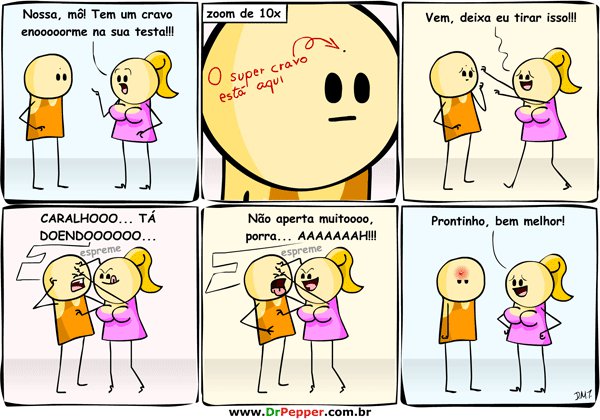 Nossa, mô! Tem um cravo
enooooorme na sua testa!!!
zoom de 10x
O super cravo
está aqui
Vem, deixa eu tirar isso!!!
CARALHOOO... TÁ
DOENDOOOOOO...
espreme
Não aperta muitoooo,
porra... AAAAAAAH!!!
espreme
Prontinho, bem melhor!
www.DrPepper.com.br